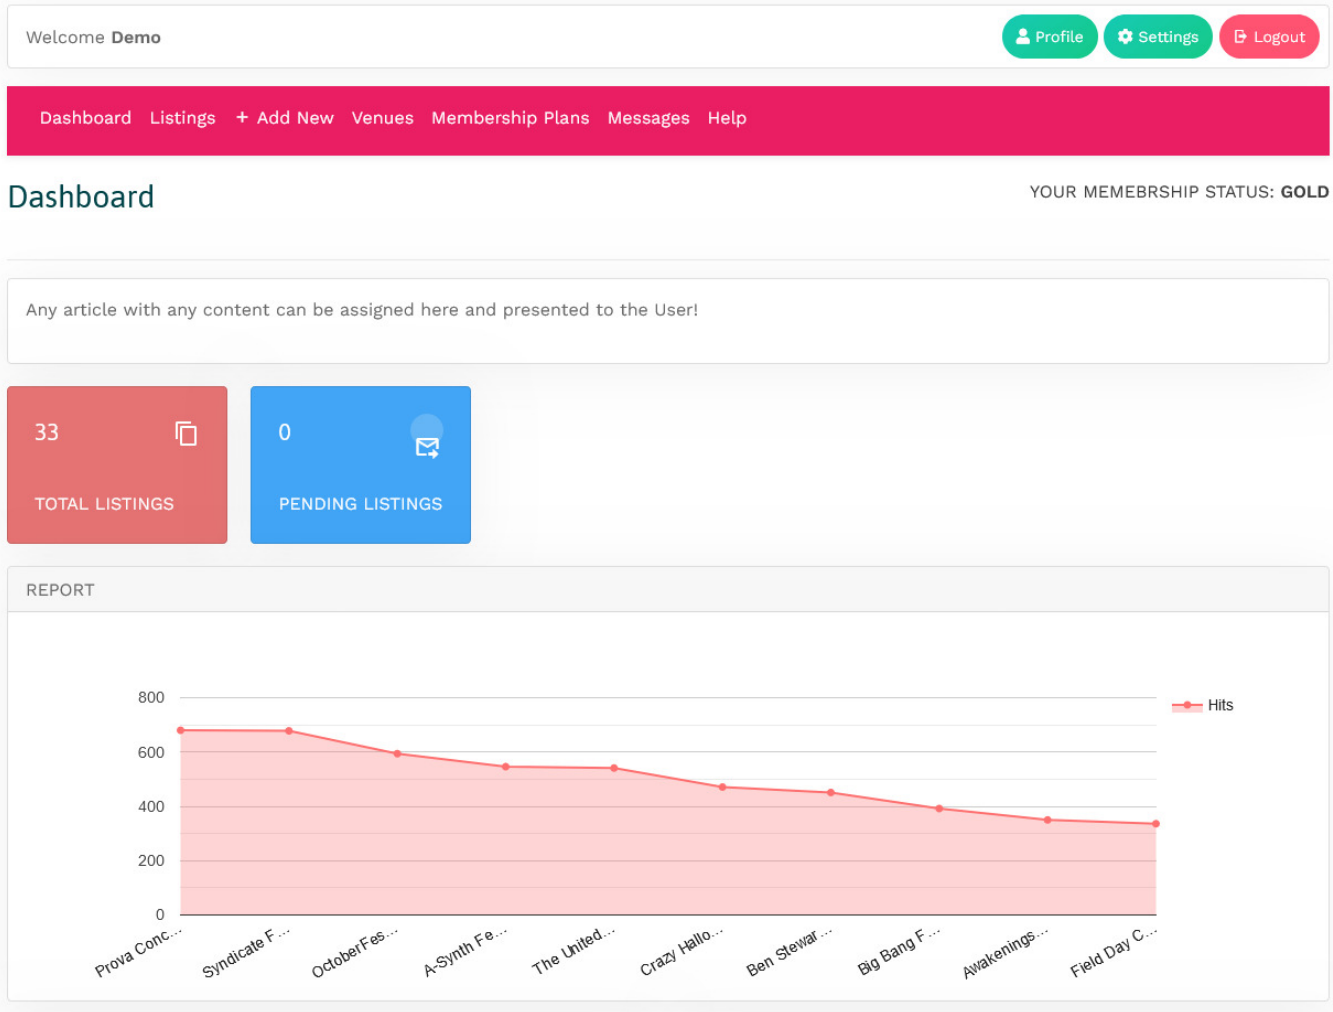 Welcome Demo
Profile
Settings
Logout
Dashboard
Listings
+ Add New
Venues
Membership Plans
Messages
Help
Dashboard
YOUR MEMEBRSHIP STATUS: GOLD
Any article with any content can be assigned here and presented to the User!
33
TOTAL LISTINGS
0
PENDING LISTINGS
REPORT
800
600
400
200
0
Hits
Prova Conc...
Syndicate F...
OctoberFes...
A-Synth Fe...
The United...
Crazy Hallo...
Ben Stewar...
Big Bang F...
Awakenings...
Field Day C...